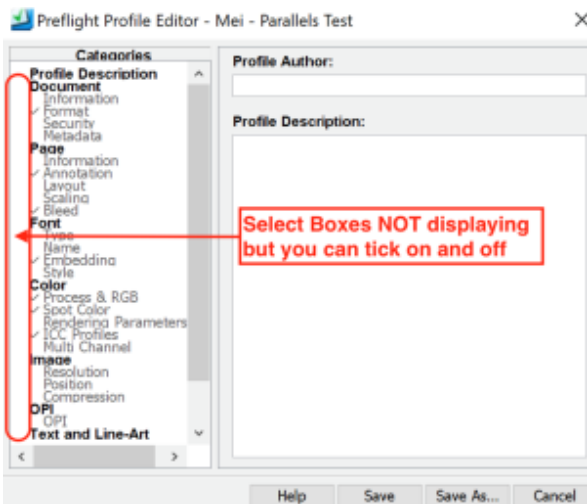 Preflight Profile Editor - Mei - Parallels Test
Categories
Profile Description
Document
Information
Format
Security
Metadata
Page
Information
Annotation
Layout
Scaling
Bleed
Font
Type
Name
Embedding
Style
Color
Process & RGB
Spot Color
Rendering Parameters
ICC Profiles
Multi Channel
Image
Resolution
Position
Compression
OPI
OPI
Text and Line-Art
Profile Author:
Profile Description:
Select Boxes NOT displaying
but you can tick on and off
Help Save Save As... Cancel